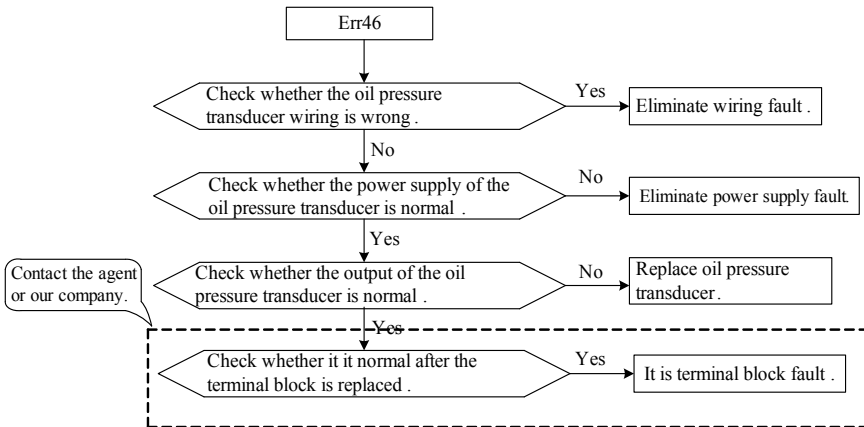 Err46
Check whether the oil pressure
transducer wiring is wrong .
Yes
Eliminate wiring fault .
No
Check whether the power supply of the
oil pressure transducer is normal .
No
Eliminate power supply fault.
Yes
Contact the agent
or our company.
Check whether the output of the oil
pressure transducer is normal .
No
Replace oil pressure
transducer.
Yes
Check whether it it normal after the
terminal block is replaced .
Yes
It is terminal block fault .